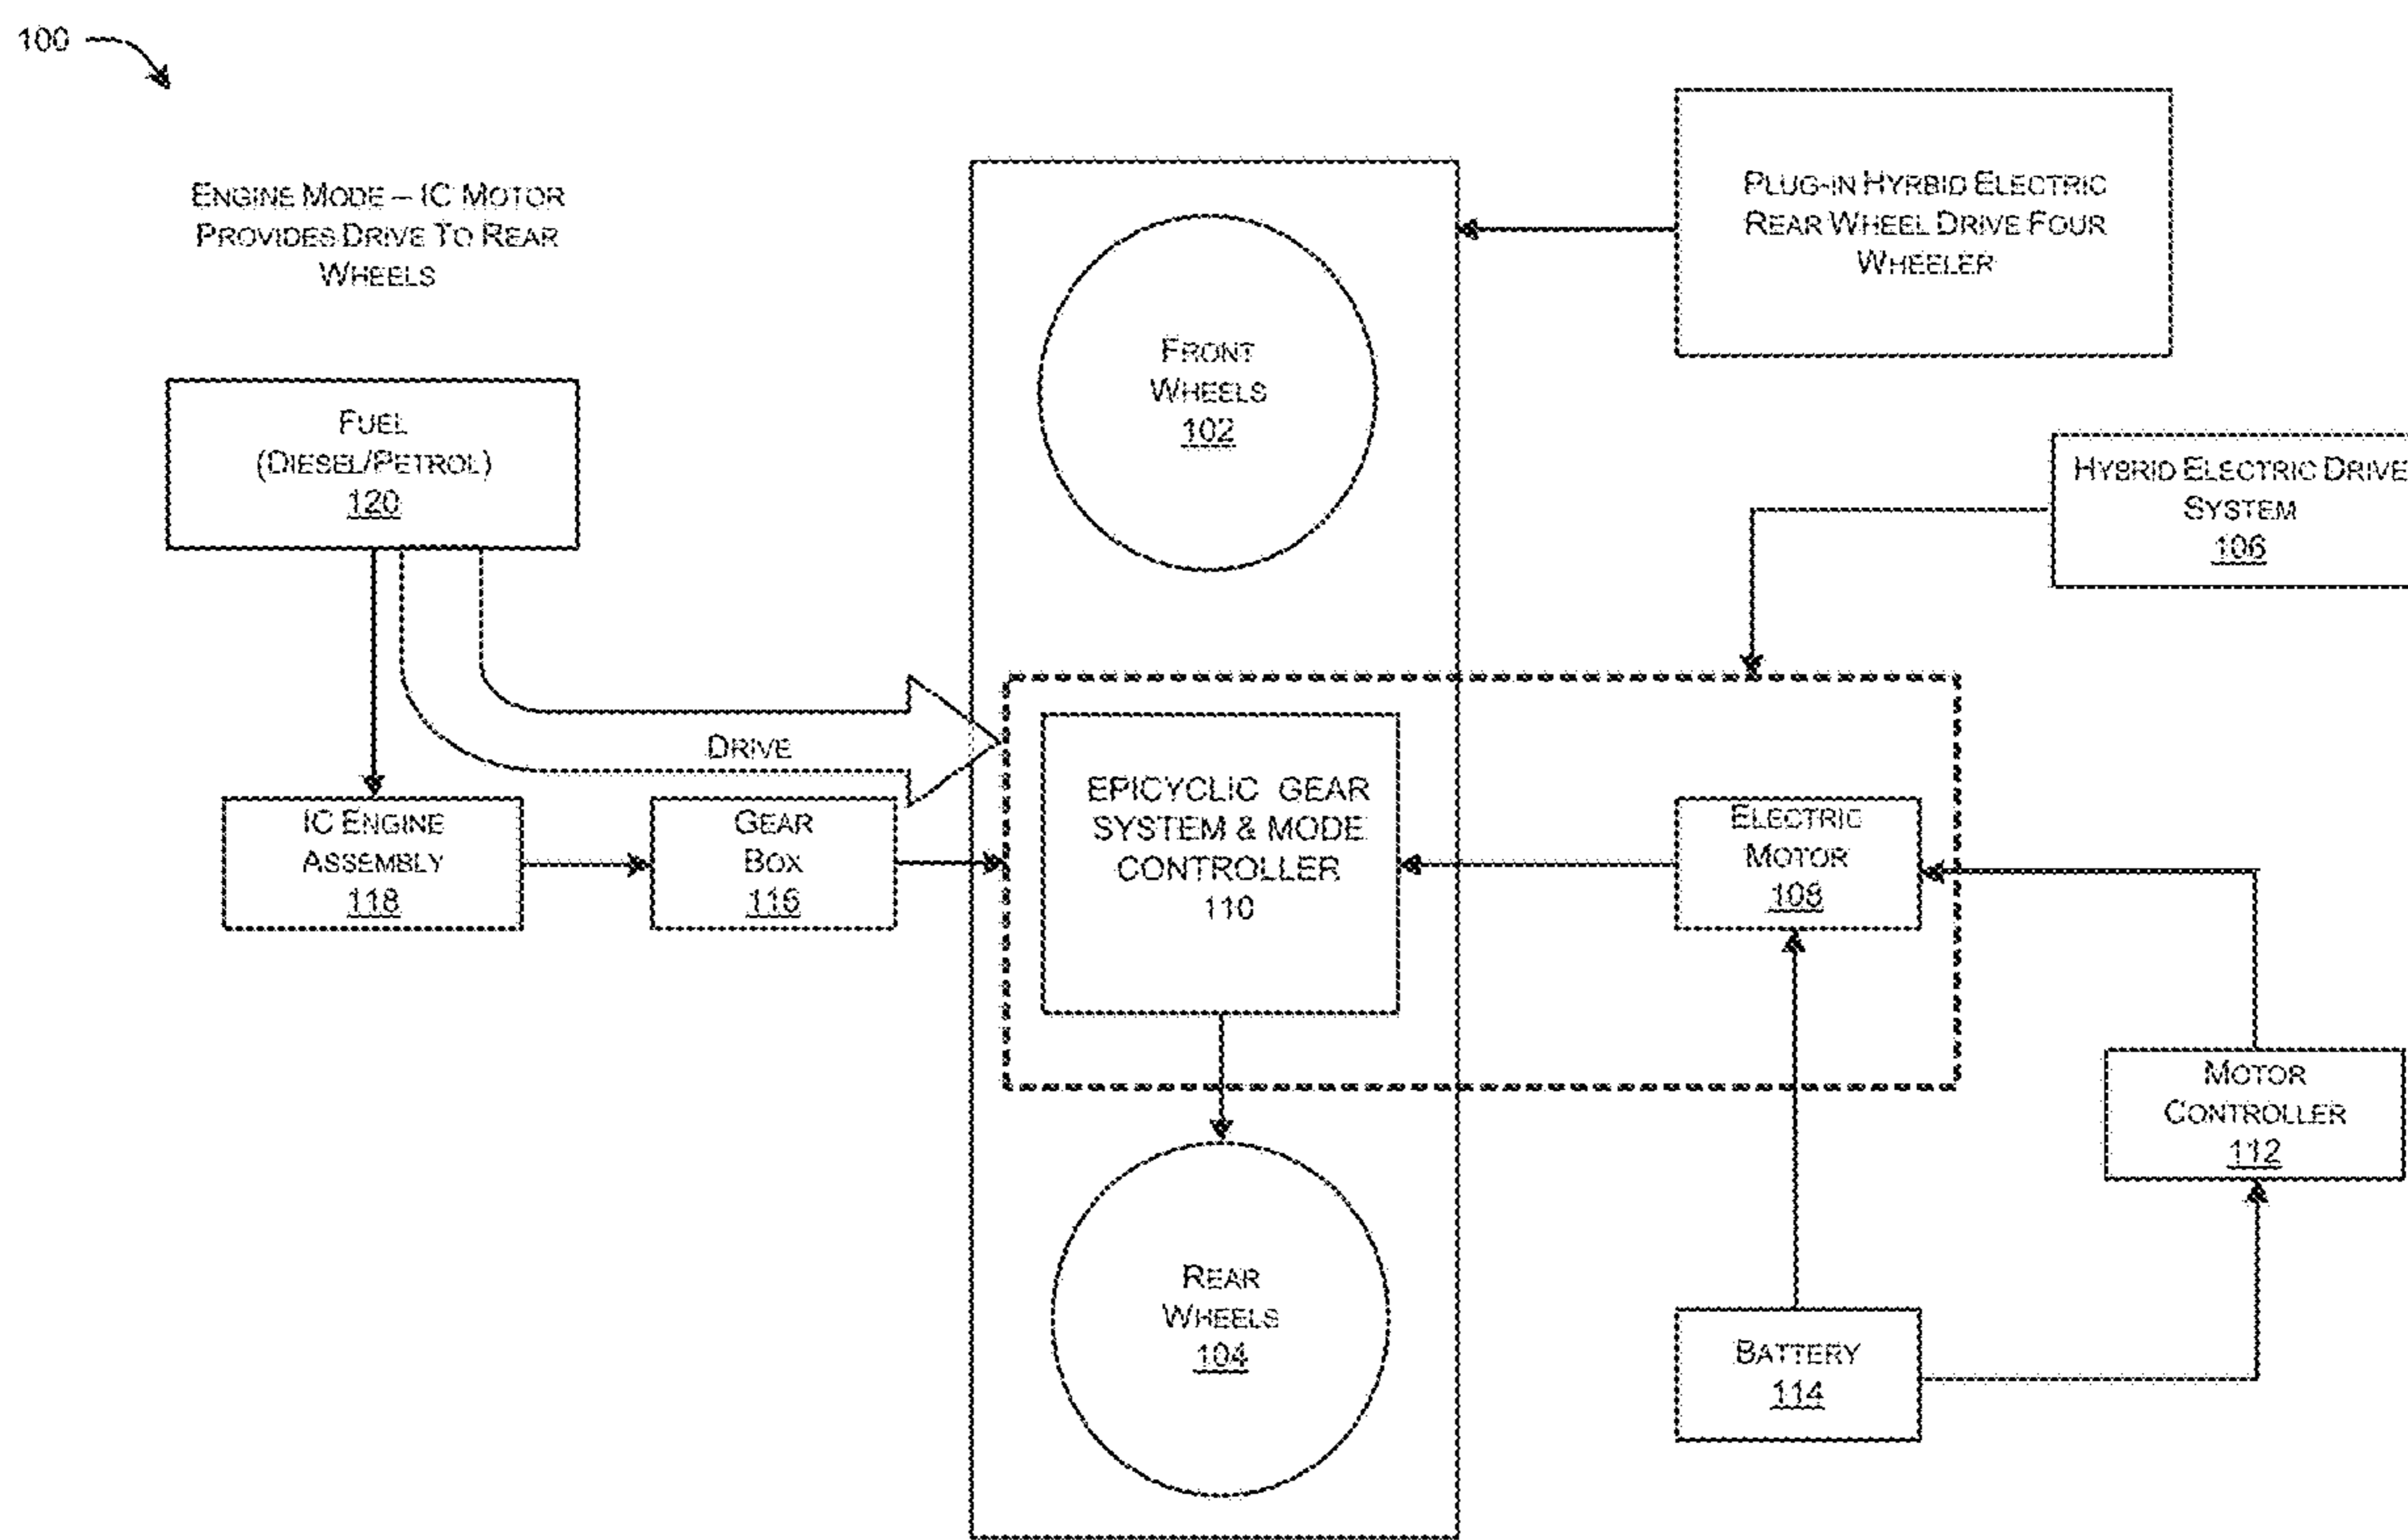 100
ENGINE MODE – IC MOTOR
PROVIDES DRIVE TO REAR
WHEELS
PLUG-IN HYRBID ELECTRIC
REAR WHEEL DRIVE FOUR
WHEELER
FRONT
WHEELS
102
FUEL
(DIESEL/PETROL)
120
HYBRID ELECTRIC DRIVE
SYSTEM
106
DRIVE
IC ENGINE
ASSEMBLY
118
GEAR
BOX
116
EPICYCLIC GEAR
SYSTEM & MODE
CONTROLLER
110
ELECTRIC
MOTOR
108
MOTOR
CONTROLLER
112
REAR
WHEELS
104
BATTERY
114